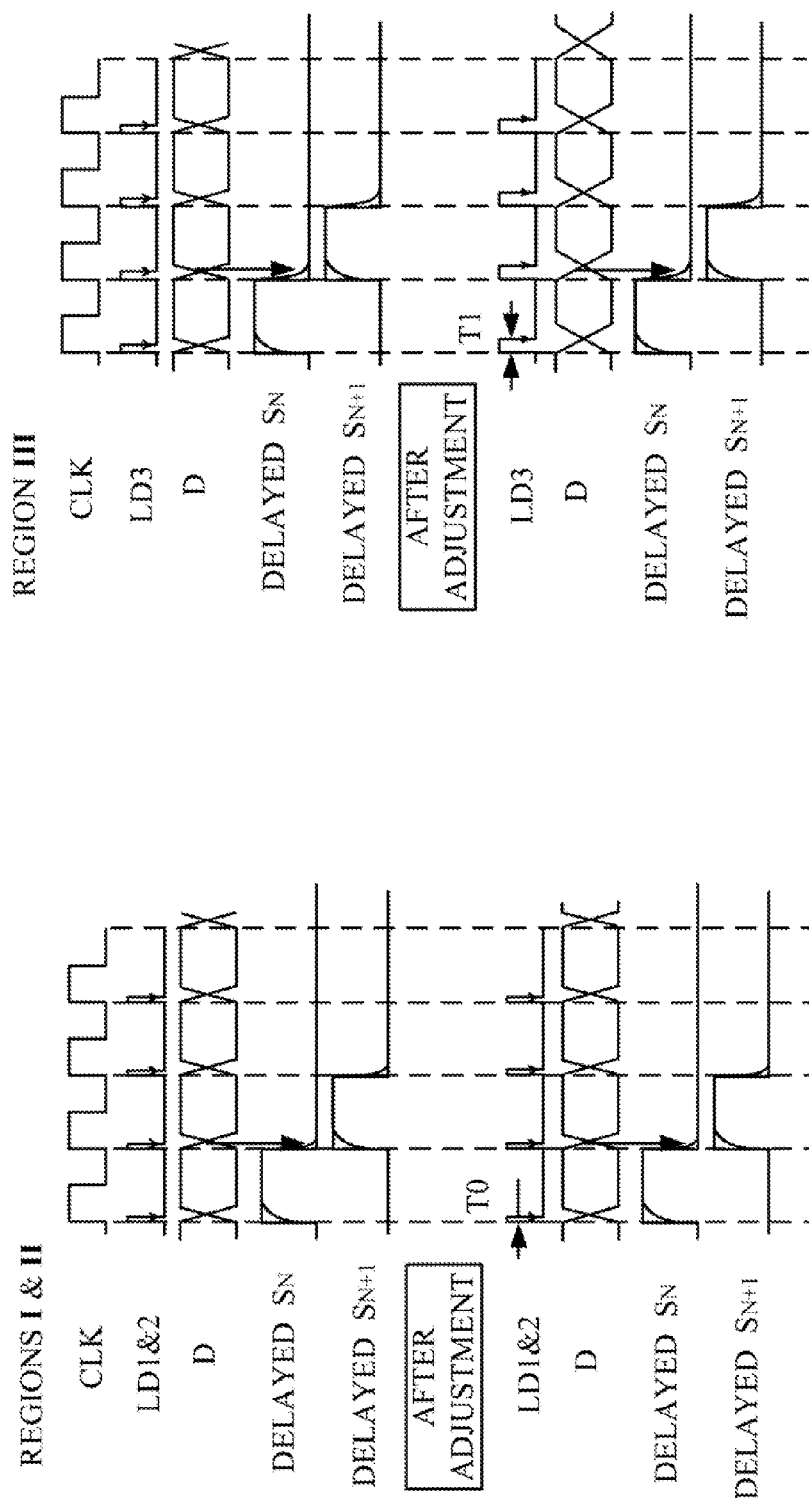 REGIONS I & II
CLK
LD1&2
D
DELAYED SN
DELAYED SN+1
AFTER
ADJUSTMENT
T0
LD1&2
D
DELAYED SN
DELAYED SN+1
REGION III
CLK
LD3
D
DELAYED SN
DELAYED SN+1
AFTER
ADJUSTMENT
T1
LD3
D
DELAYED SN
DELAYED SN+1